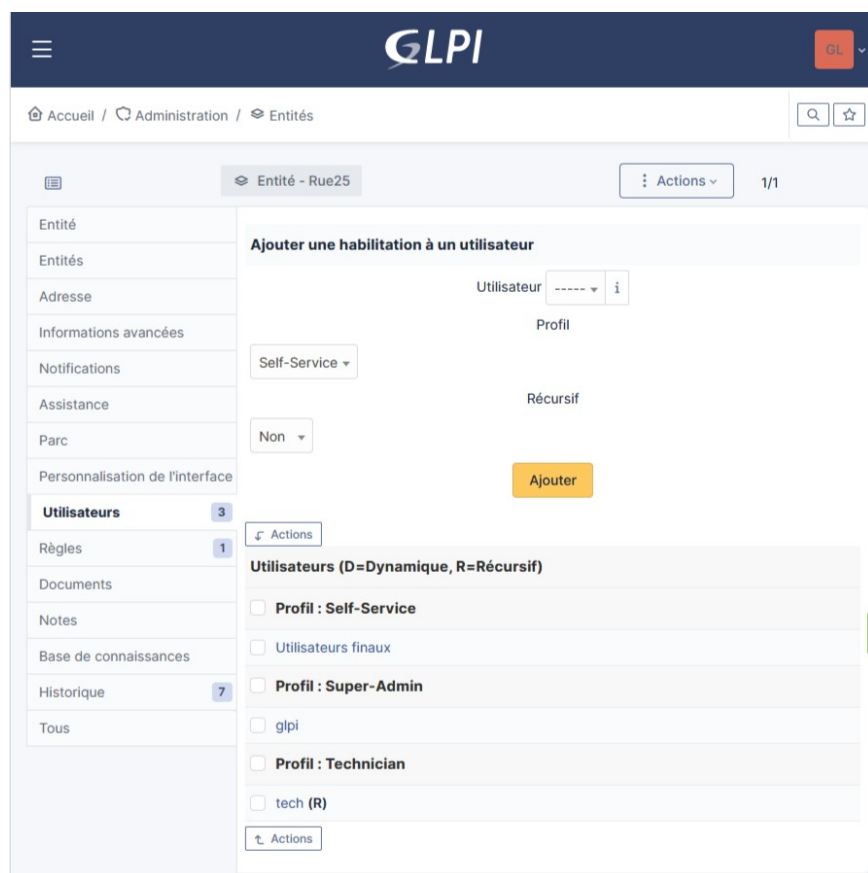 GLPI
GL
Accueil / Administration / Entités
Entité - Rue25
Actions
1/1
Entité
Entités
Adresse
Informations avancées
Notifications
Assistance
Parc
Personnalisation de l'interface
Utilisateurs 3
Règles 1
Documents
Notes
Base de connaissances
Historique 7
Tous
Ajouter une habilitation à un utilisateur
Utilisateur ----- i
Profil
Self-Service
Récursif
Non
Ajouter
Actions
Utilisateurs (D=Dynamique, R=Récursif)
Profil : Self-Service
Utilisateurs finaux
Profil : Super-Admin
glpi
Profil : Technician
tech (R)
Actions